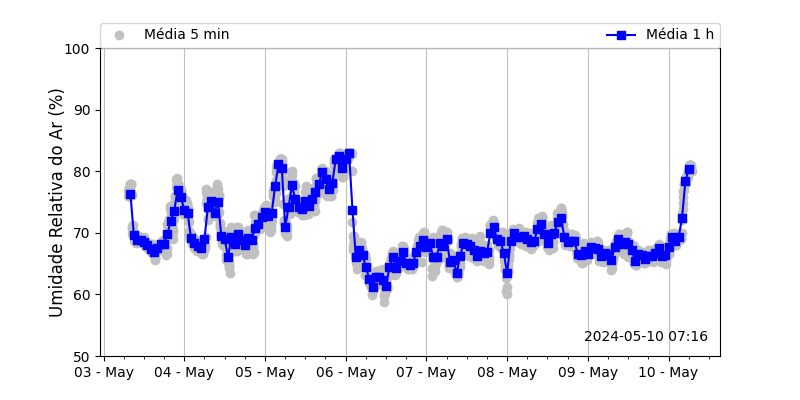 Média 5 min
Média 1 h
Umidade Relativa do Ar (%)
100
90
80
70
60
50
2024-05-10 07:16
03 - May
04 - May
05 - May
06 - May
07 - May
08 - May
09 - May
10 - May